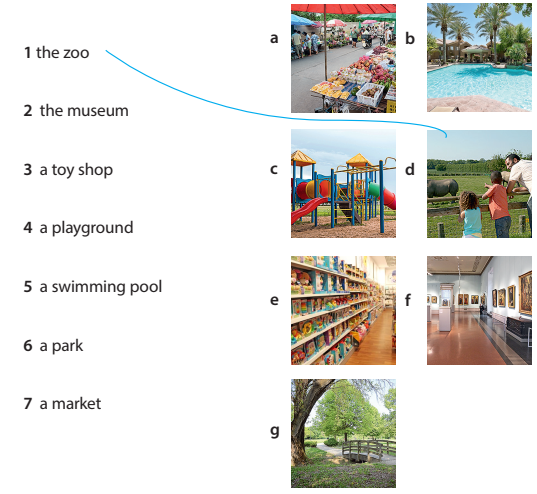 a
b
1 the zoo
2 the museum
c
d
3 a toy shop
4 a playground
5 a swimming pool
e
f
6 a park
7 a market
g